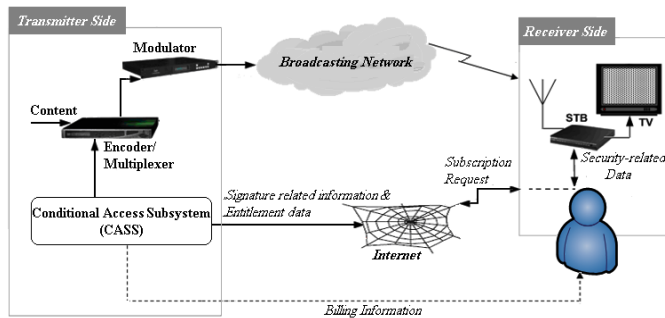 Transmitter Side
Modulator
Broadcasting Network
Receiver Side
Content
Encoder/
Multiplexer
STB
TV
Security-related
Data
Subscription
Request
Signature related information &
Entitlement data
Conditional Access Subsystem
(CASS)
Internet
Billing Information